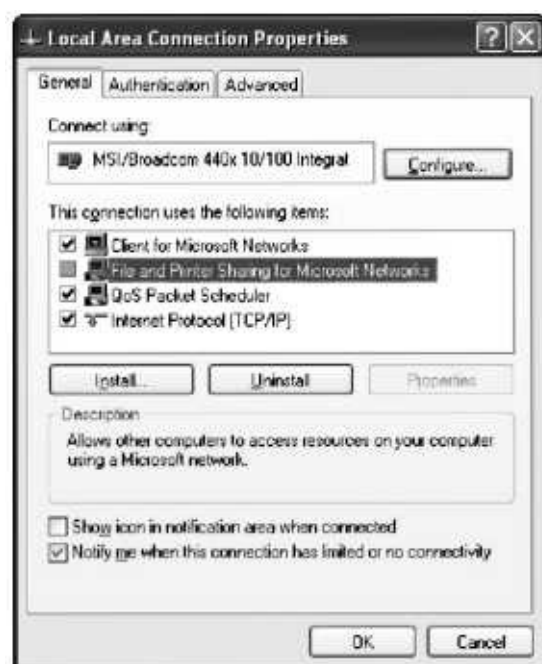 Local Area Connection Properties
General Authentication Advanced
Connect using:
MSI/Broadcom 440x 10/100 Integral Configure...
This connection uses the following items:
Client for Microsoft Networks
File and Printer Sharing for Microsoft Networks
QoS Packet Scheduler
Internet Protocol (TCP/IP)
Install... Uninstall Properties
Description
Allows other computers to access resources on your computer
using a Microsoft network.
Show icon in notification area when connected
Notify me when this connection has limited or no connectivity
OK Cancel